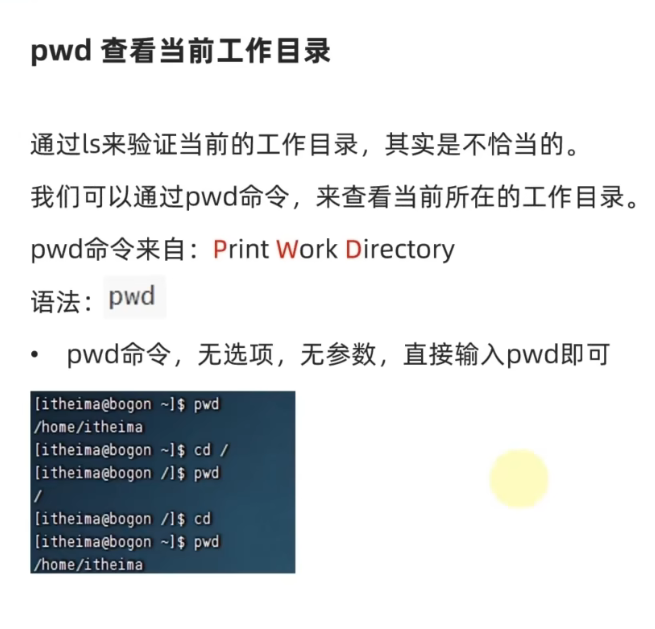 pwd 查看当前工作目录
通过ls来验证当前的工作目录，其实是不恰当的。
我们可以通过pwd命令，来查看当前所在的工作目录。
pwd命令来自：Print Work Directory
语法：pwd
• pwd命令，无选项，无参数，直接输入pwd即可
[itheima@bogon ~]$ pwd
/home/itheima
[itheima@bogon ~]$ cd /
[itheima@bogon /]$ pwd
/
[itheima@bogon /]$ cd
[itheima@bogon ~]$ pwd
/home/itheima